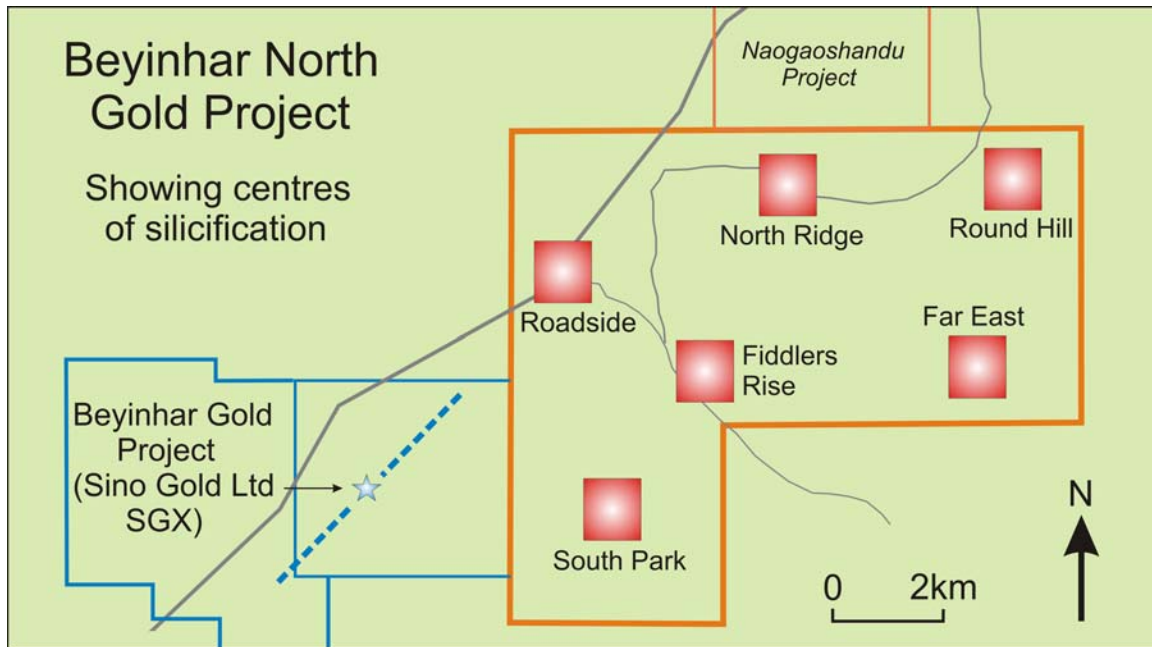 Beyinhar North
Gold Project
Showing centres
of silicification
Naogaoshandu
Project
North Ridge
Round Hill
Roadside
Far East
Fiddlers
Rise
Beyinhar Gold
Project
(Sino Gold Ltd
SGX)
South Park
N
0 2km